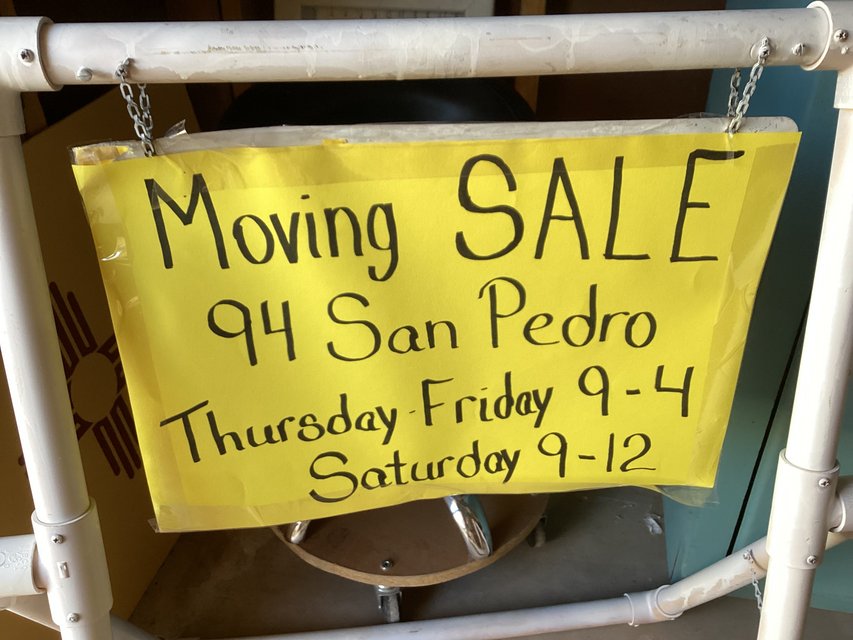 Moving SALE
94 San Pedro
Thursday-Friday 9-4
Saturday 9-12